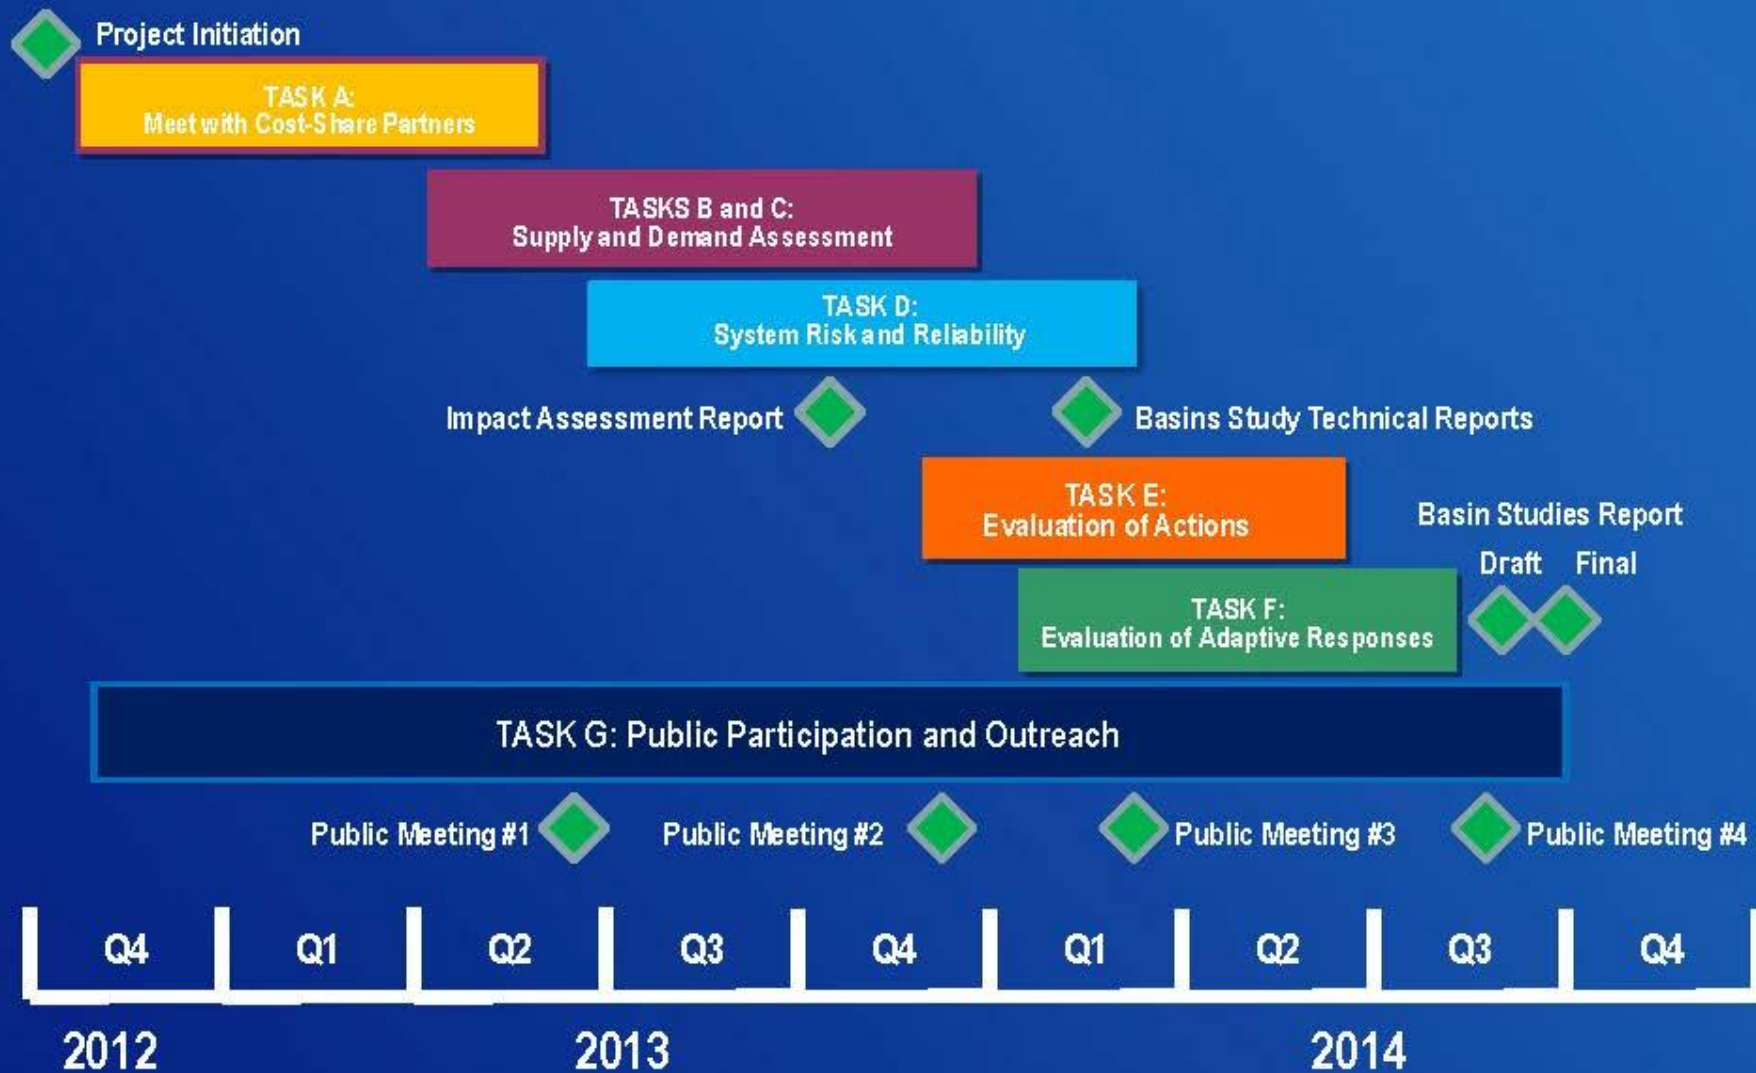 Project Initiation
TASK A:
Meet with Cost-Share Partners
TASKS B and C:
Supply and Demand Assessment
TASK D:
System Risk and Reliability
Impact Assessment Report
Basins Study Technical Reports
TASK E:
Evaluation of Actions
Basin Studies Report
Draft Final
TASK F:
Evaluation of Adaptive Responses
TASK G: Public Participation and Outreach
Public Meeting #1
Public Meeting #2
Public Meeting #3
Public Meeting #4
Q4 Q1 Q2 Q3 Q4 Q1 Q2 Q3 Q4
2012 2013 2014